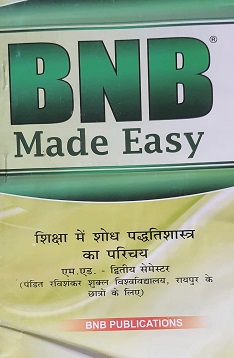 BNB®
Made Easy
शिक्षा में शोध पद्धतिशास्त्र
का परिचय
एम.एड. - द्वितीय सेमेस्टर
(पंडित रविशंकर शुक्ल विश्वविद्यालय, रायपुर के
छात्रों के लिए)
BNB PUBLICATIONS